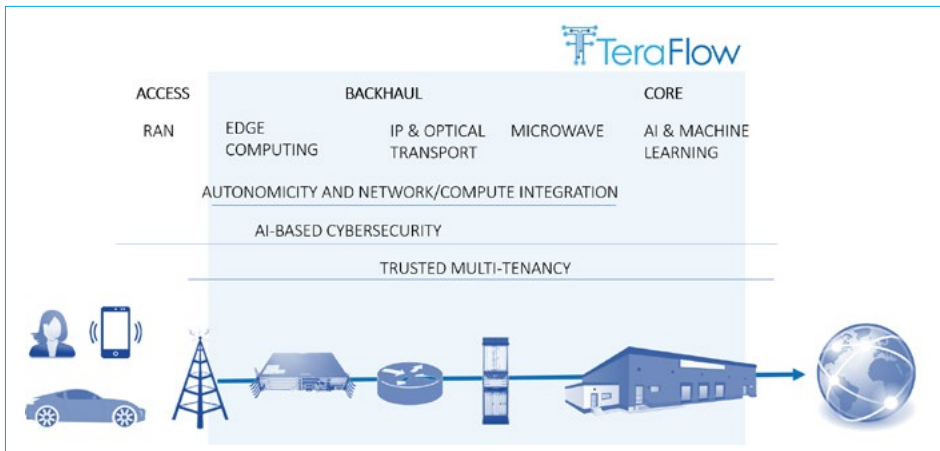 TeraFlow
ACCESS BACKHAUL CORE
RAN EDGE IP & OPTICAL MICROWAVE AI & MACHINE
COMPUTING TRANSPORT LEARNING
AUTONOMICITY AND NETWORK/COMPUTE INTEGRATION
AI-BASED CYBERSECURITY
TRUSTED MULTI-TENANCY